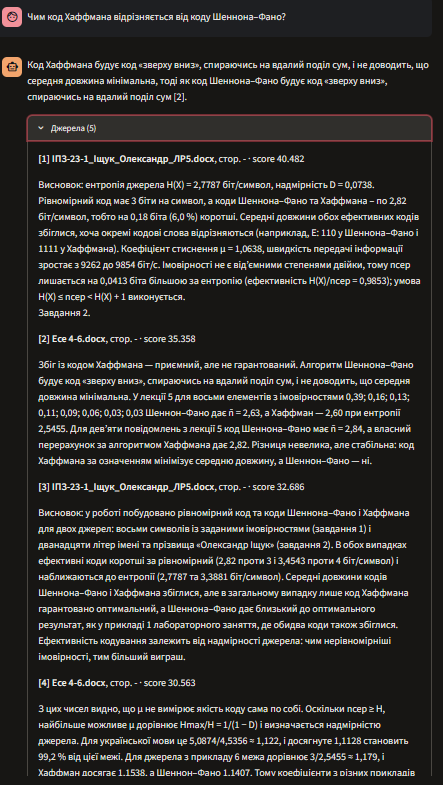 Чим код Хаффмана відрізняється від коду Шеннона–Фано?
Код Хаффмана будує код «зверху вниз», спираючись на вдалий поділ сум, і не доводить, що
середня довжина мінімальна, тоді як код Шеннона–Фано будує код «зверху вниз»,
спираючись на вдалий поділ сум [2].
Джерела (5)
[1] ІПЗ-23-1_Іщук_Олександр_ЛР5.docx, стор. - · score 40.482
Висновок: ентропія джерела H(X) = 2,7787 біт/символ, надмірність D = 0,0738.
Рівномірний код має 3 біти на символ, а коди Шеннона–Фано та Хаффмана – по 2,82
біт/символ, тобто на 0,18 біта (6,0 %) коротші. Середні довжини обох ефективних кодів
збіглися, хоча окремі кодові слова відрізняються (наприклад, E: 110 у Шеннона–Фано і
1111 у Хаффмана). Коефіцієнт стиснення μ = 1,0638, швидкість передачі інформації
зростає з 9262 до 9854 біт/с. Імовірності не є від'ємними степенями двійки, тому nсер
лишається на 0,0413 біта більшою за ентропію (ефективність H(X)/nсер = 0,9853); умова
H(X) ≤ nсер < H(X) + 1 виконується.
Завдання 2.
[2] Есе 4-6.docx, стор. - · score 35.358
Збіг із кодом Хаффмана — приємний, але не гарантований. Алгоритм Шеннона–Фано
будує код «зверху вниз», спираючись на вдалий поділ сум, і не доводить, що середня
довжина мінімальна. У лекції 5 для восьми елементів з імовірностями 0,39; 0,16; 0,13;
0,11; 0,09; 0,06; 0,03; 0,03 Шеннон–Фано дає n̄ = 2,63, а Хаффман — 2,60 при ентропії
2,5455. Для дев'яти повідомлень з лекції 5 код Шеннона–Фано має n̄ = 2,84, а власний
перерахунок за алгоритмом Хаффмана дає 2,82. Різниця невелика, але стабільна: код
Хаффмана за означенням мінімізує середню довжину, а Шеннон–Фано — ні.
[3] ІПЗ-23-1_Іщук_Олександр_ЛР5.docx, стор. - · score 32.686
Висновок: у роботі побудовано рівномірний код та коди Шеннона–Фано і Хаффмана
для двох джерел: восьми символів із заданими імовірностями (завдання 1) і
дванадцяти літер імені та прізвища «Олександр Іщук» (завдання 2). В обох випадках
ефективні коди коротші за рівномірний (2,82 проти 3 і 3,4543 проти 4 біт/символ) і
наближаються до ентропії (2,7787 та 3,3881 біт/символ). Середні довжини кодів
Шеннона–Фано і Хаффмана збіглися, але в загальному випадку лише код Хаффмана
гарантовано оптимальний, а Шеннона–Фано дає близький до оптимального
результат, як у прикладі 1 лабораторного заняття, де обидва коди також збіглися.
Ефективність кодування залежить від надмірності джерела: чим нерівномірніші
імовірності, тим більший виграш.
[4] Есе 4-6.docx, стор. - · score 30.563
З цих чисел видно, що μ не вимірює якість коду сама по собі. Оскільки nсер ≥ H,
найбільше можливе μ дорівнює Hmax/H = 1/(1 − D) і визначається надмірністю
джерела. Для української мови це 5,0874/4,5356 ≈ 1,122, і досягнуте 1,1128 становить
99,2 % від цієї межі. Для джерела з прикладу 6 межа дорівнює 3/2,5455 ≈ 1,179, і
Хаффман досягає 1,1538, а Шеннон–Фано 1,1407. Тому коефіцієнти з різних прикладів